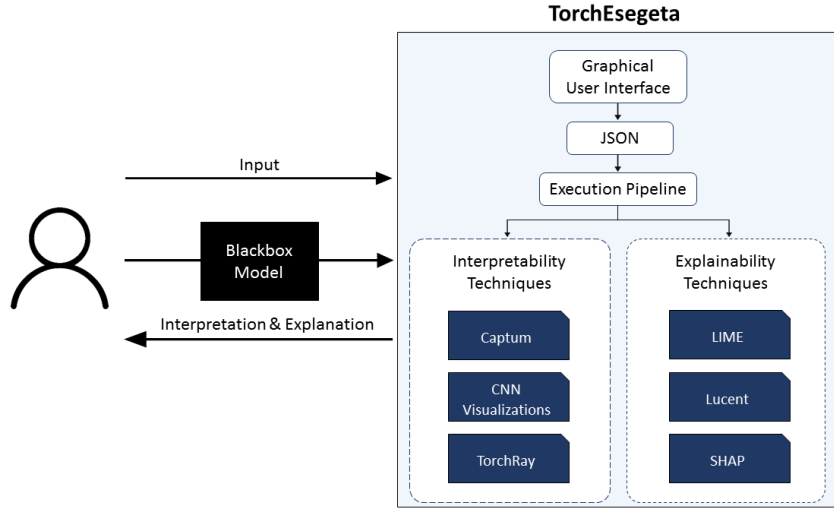 TorchEsegeta
Graphical
User Interface
JSON
Execution Pipeline
Input
Blackbox
Model
Interpretation & Explanation
Interpretability
Techniques
Captum
CNN
Visualizations
TorchRay
Explainability
Techniques
LIME
Lucent
SHAP